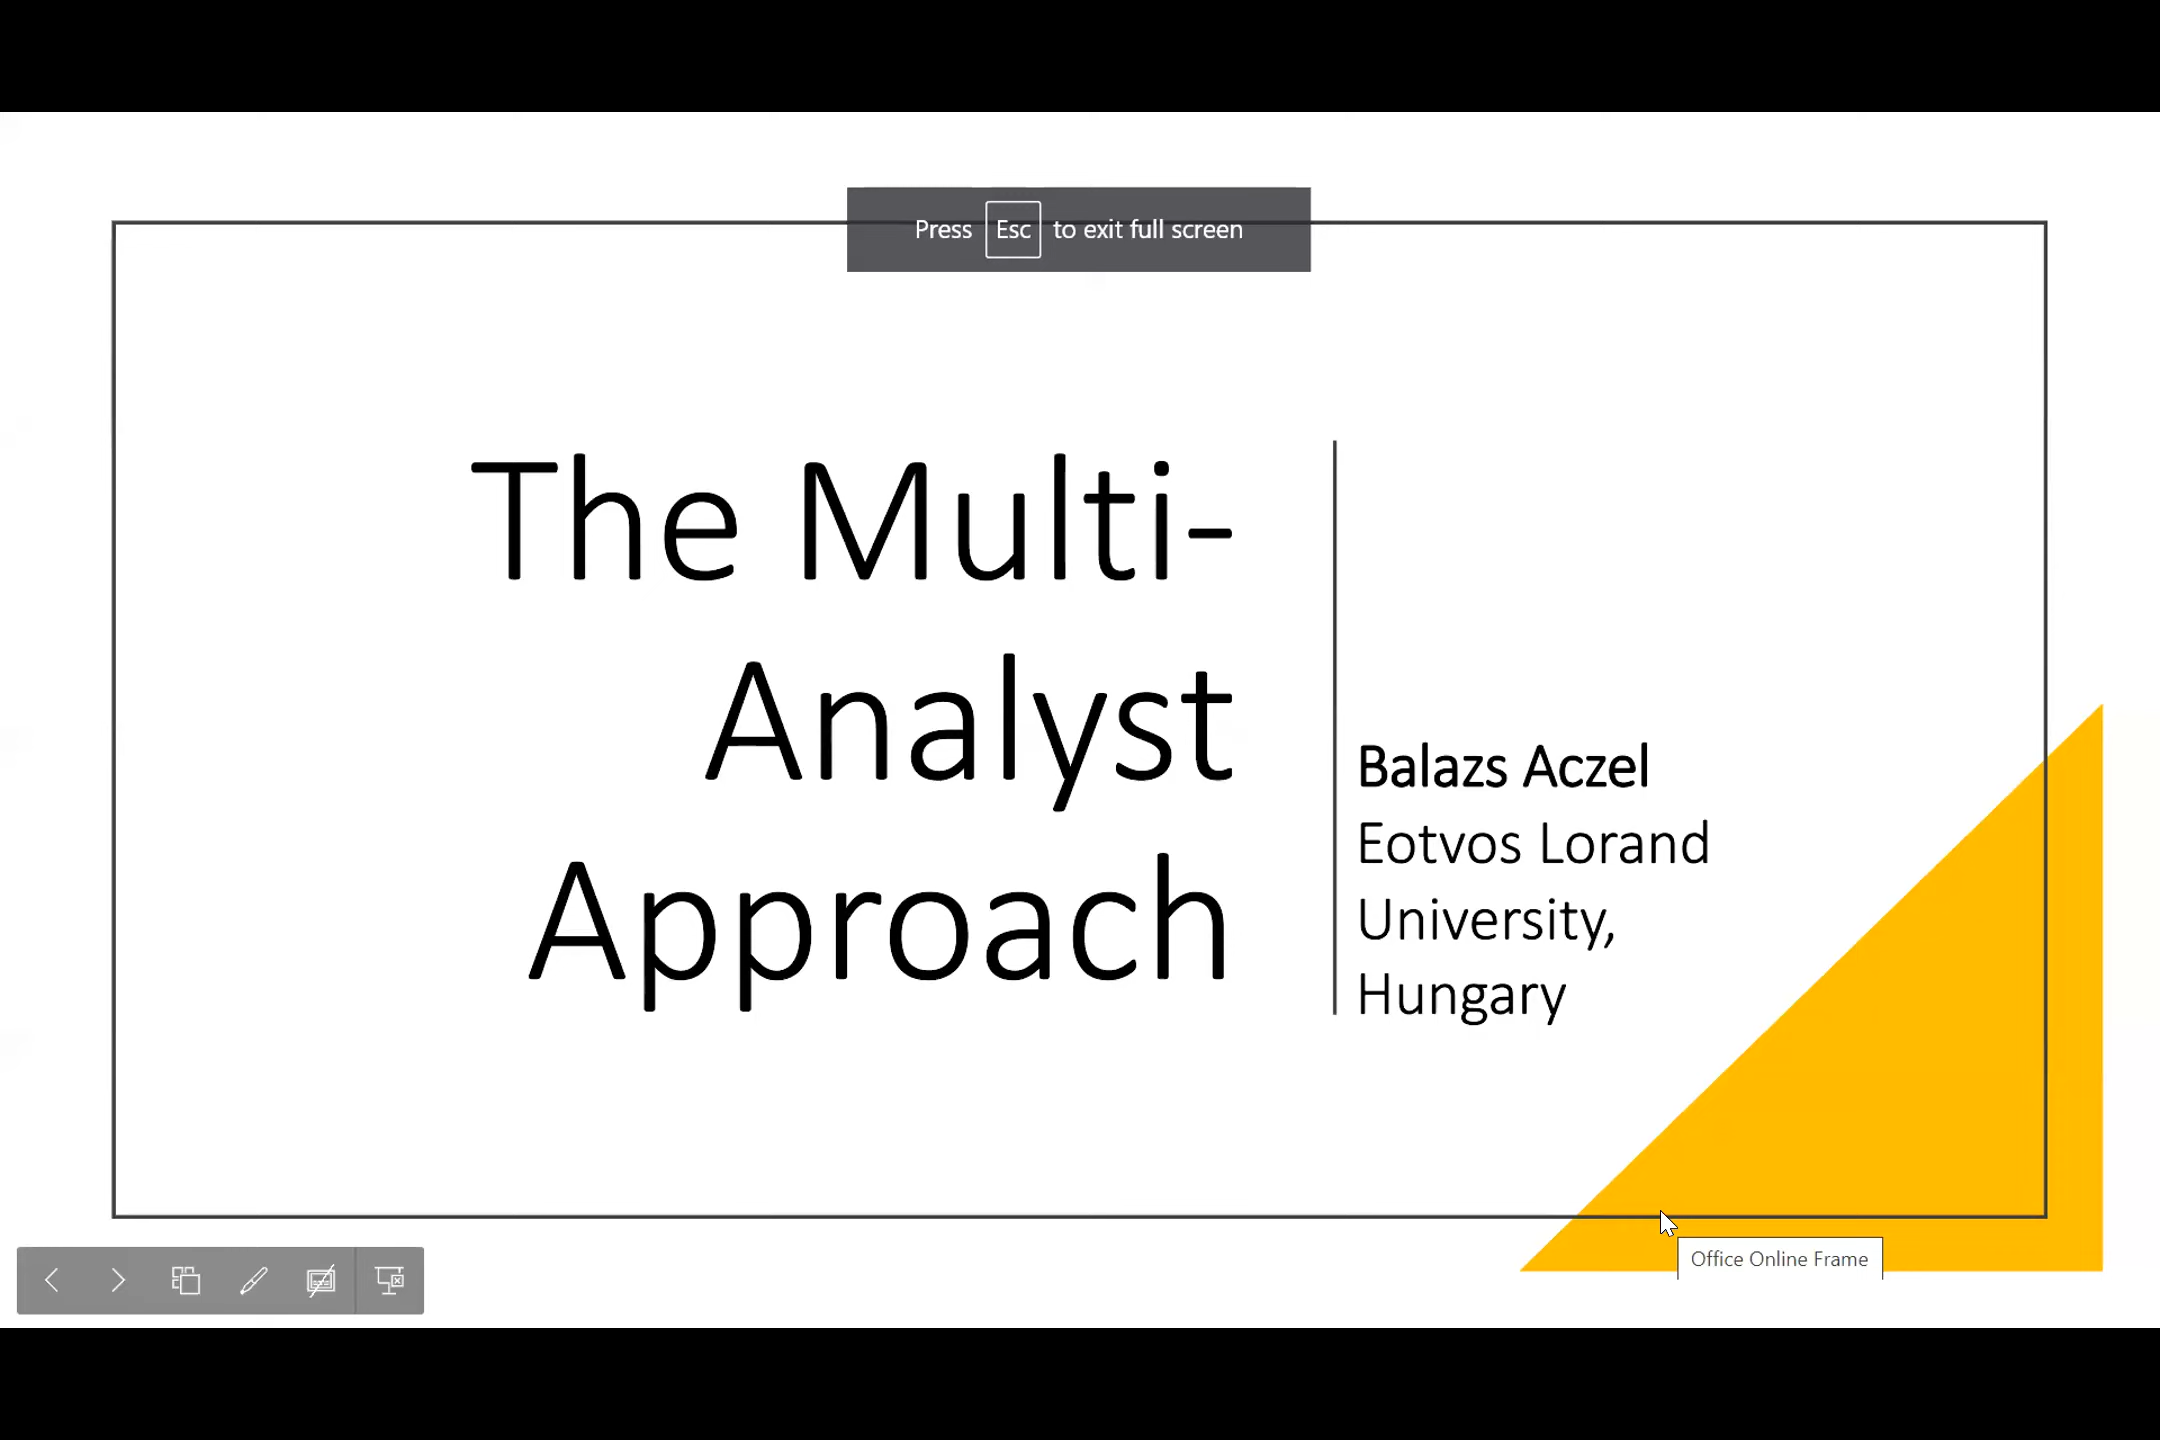 Press Esc to exit full screen
The Multi-
Analyst
Approach
Balazs Aczel
Eotvos Lorand
University,
Hungary
Office Online Frame